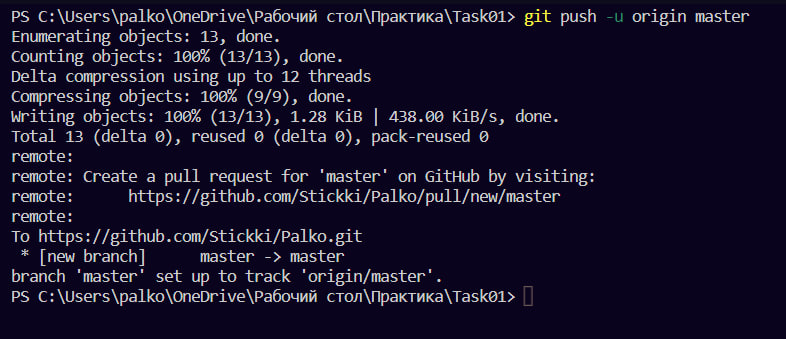 PS C:\Users\palko\OneDrive\Рабочий стол\Практика\Task01> git push -u origin master
Enumerating objects: 13, done.
Counting objects: 100% (13/13), done.
Delta compression using up to 12 threads
Compressing objects: 100% (9/9), done.
Writing objects: 100% (13/13), 1.28 KiB | 438.00 KiB/s, done.
Total 13 (delta 0), reused 0 (delta 0), pack-reused 0
remote:
remote: Create a pull request for 'master' on GitHub by visiting:
remote:      https://github.com/Stickki/Palko/pull/new/master
remote:
To https://github.com/Stickki/Palko.git
 * [new branch]      master -> master
branch 'master' set up to track 'origin/master'.
PS C:\Users\palko\OneDrive\Рабочий стол\Практика\Task01>